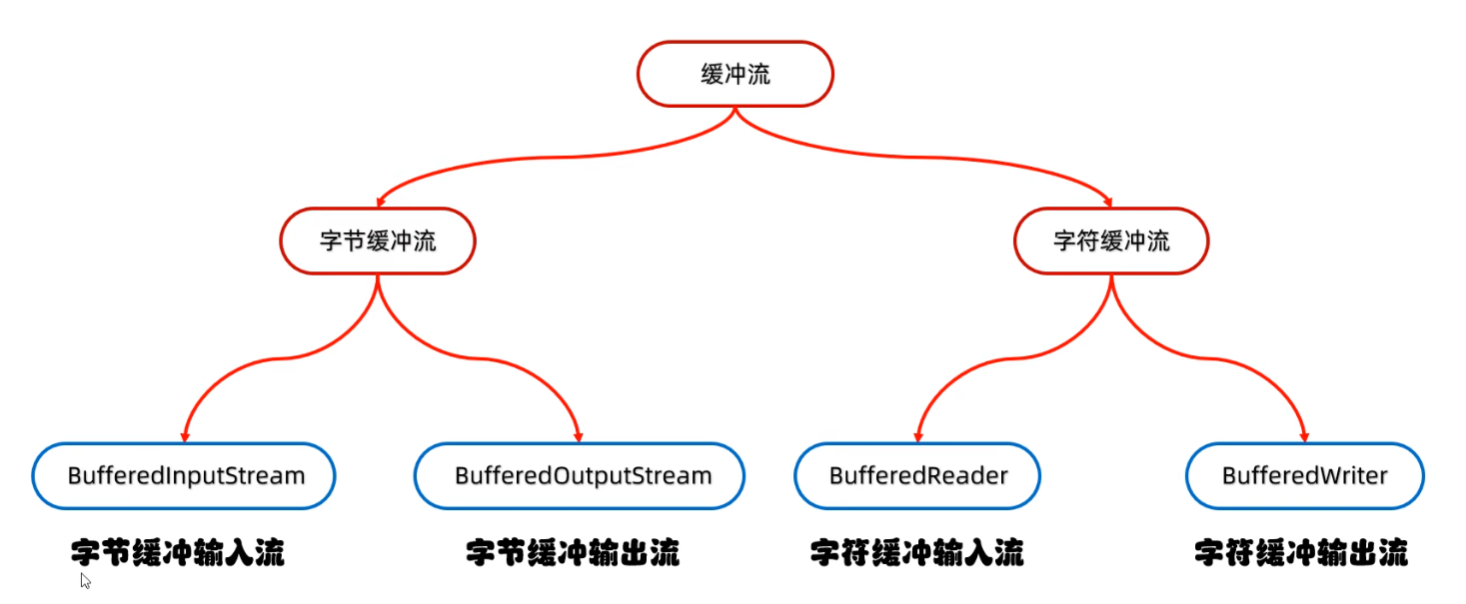 缓冲流
字节缓冲流
字符缓冲流
BufferedInputStream
BufferedOutputStream
BufferedReader
BufferedWriter
字节缓冲输入流
字节缓冲输出流
字符缓冲输入流
字符缓冲输出流